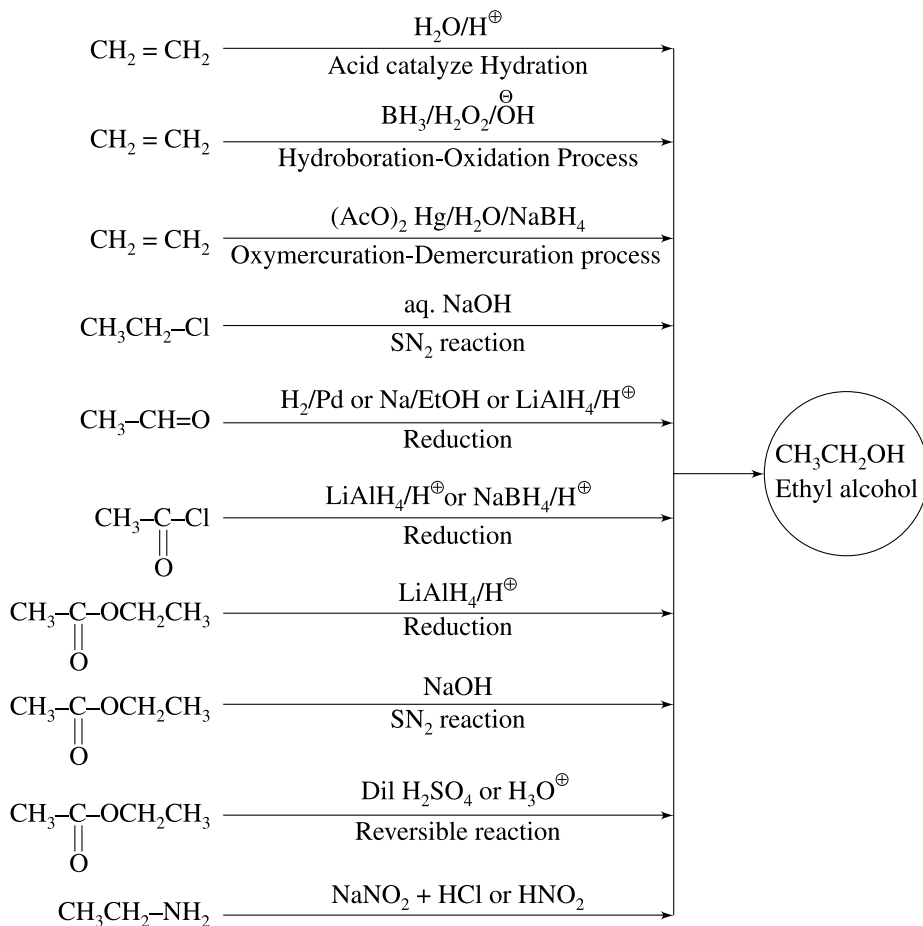 H₂O/H⊕
CH₂ = CH₂
Acid catalyze Hydration
BH₃/H₂O₂/O͘H
CH₂ = CH₂
Hydroboration-Oxidation Process
(AcO)₂ Hg/H₂O/NaBH₄
CH₂ = CH₂
Oxymercuration-Demercuration process
aq. NaOH
CH₃CH₂–Cl
SN₂ reaction
H₂/Pd or Na/EtOH or LiAlH₄/H⊕
CH₃–CH=O
Reduction
CH₃CH₂OH
Ethyl alcohol
LiAlH₄/H⊕ or NaBH₄/H⊕
CH₃–C–Cl
Reduction
O
LiAlH₄/H⊕
CH₃–C–OCH₂CH₃
Reduction
O
NaOH
CH₃–C–OCH₂CH₃
SN₂ reaction
O
Dil H₂SO₄ or H₃O⊕
CH₃–C–OCH₂CH₃
Reversible reaction
O
NaNO₂ + HCl or HNO₂
CH₃CH₂–NH₂